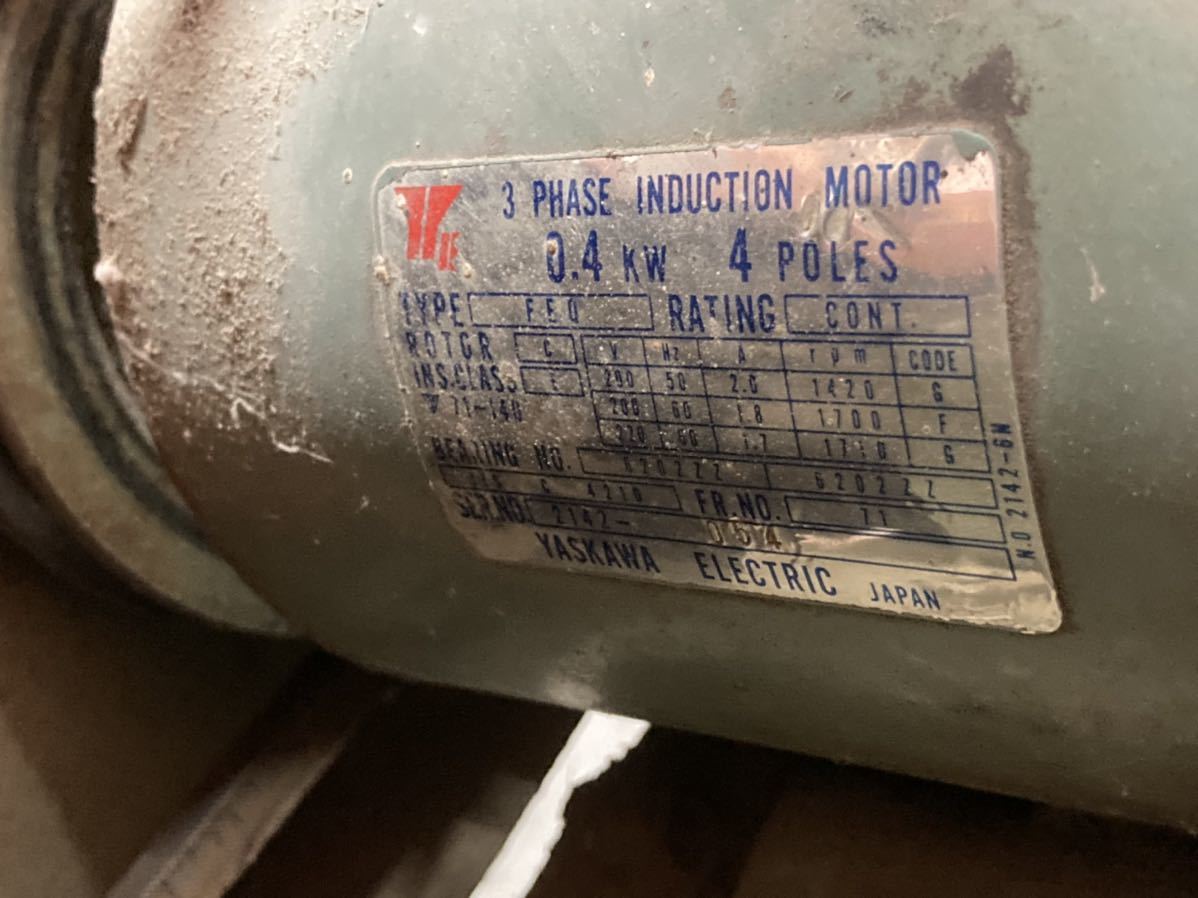 3 PHASE INDUCTION MOTOR
0.4 KW 4 POLES
TYPE FEQ RATING CONT.
ROTOR C V Hz A rpm CODE
INS.CLASS E 200 50 2.0 1420 G
200 60 1.8 1700 F
220 60 1.7 1710 G
BEARING NO. 6202ZZ 6202ZZ
4210 FR.NO. 71
SER.NO. 2142- 054
YASKAWA ELECTRIC JAPAN
N.O 2142-6N